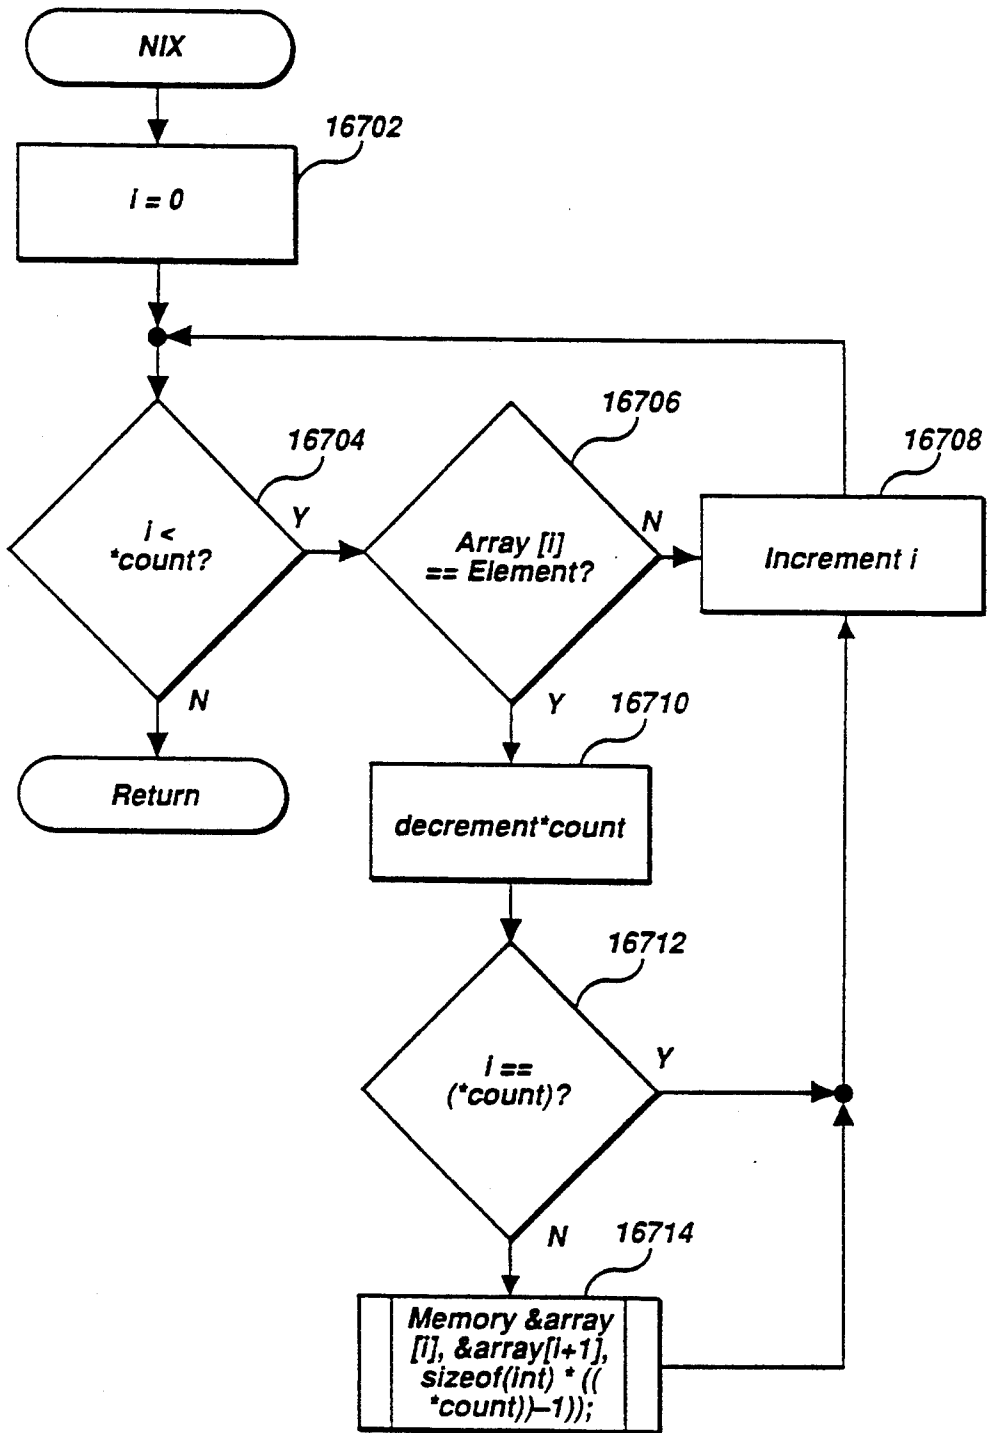 NIX
16702
i = 0
16704
i <
*count?
Y
N
Return
16706
Array [i]
== Element?
N
Y
16708
Increment i
16710
decrement*count
16712
i ==
(*count)?
Y
N
16714
Memory &array
[i], &array[i+1],
sizeof(int) * ((
*count))–1));